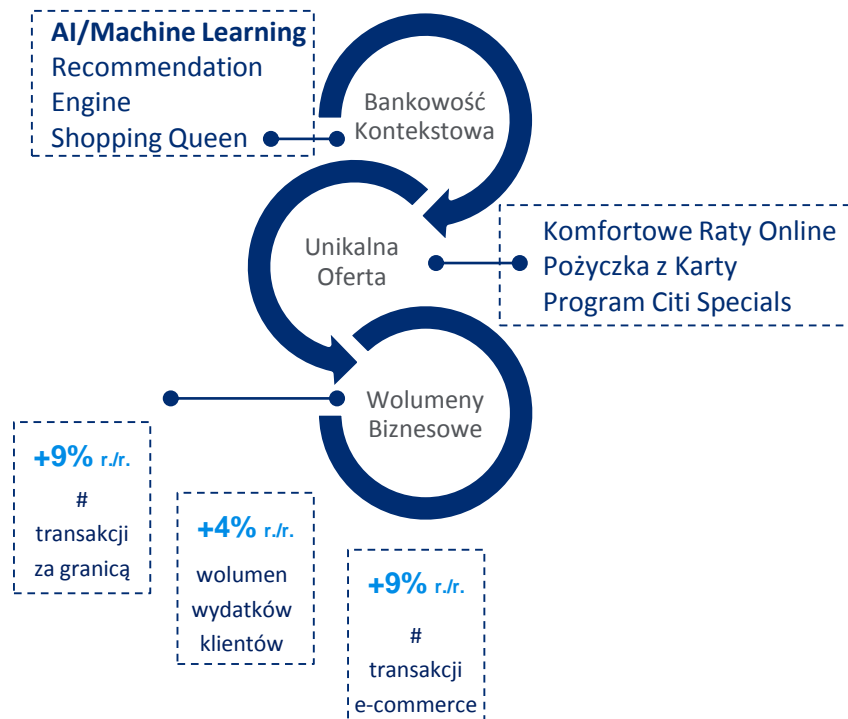 AI/Machine Learning
Recommendation
Engine
Shopping Queen
Bankowość
Kontekstowa
Unikalna
Oferta
Komfortowe Raty Online
Pożyczka z Karty
Program Citi Specials
Wolumeny
Biznesowe
+9% r./r.
#
transakcji
za granicą
+4% r./r.
wolumen
wydatków
klientów
+9% r./r.
#
transakcji
e-commerce